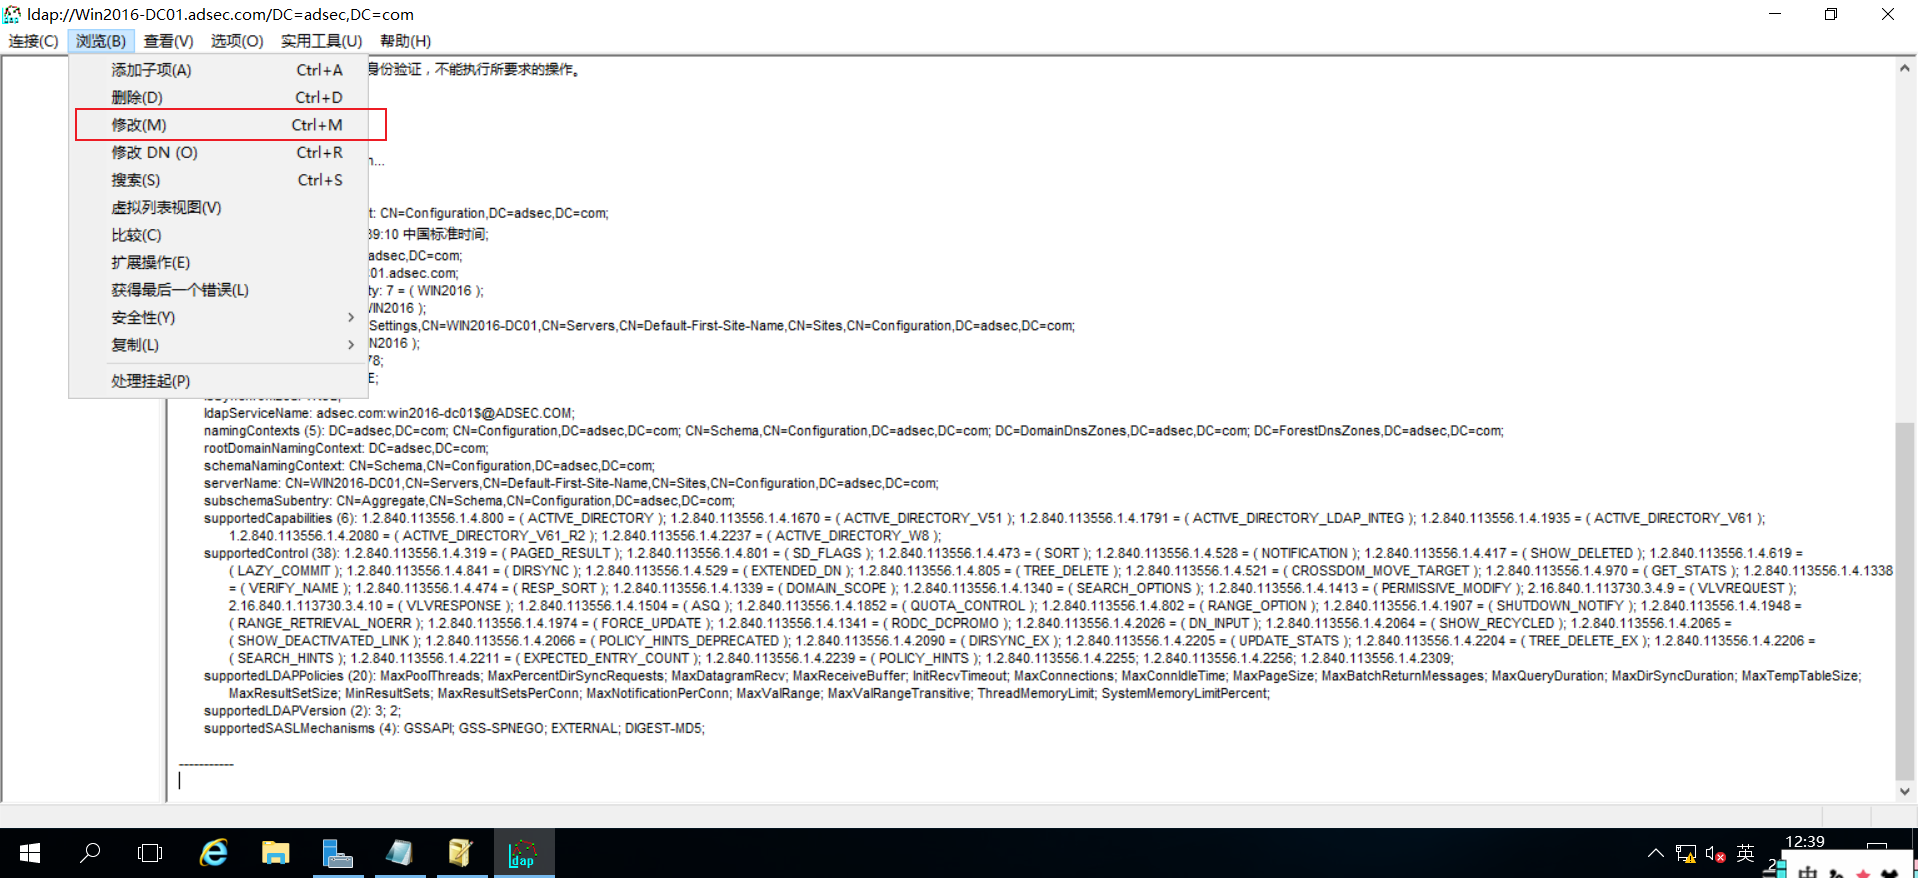 ldap://Win2016-DC01.adsec.com/DC=adsec,DC=com
连接(C) 浏览(B) 查看(V) 选项(O) 实用工具(U) 帮助(H)
添加子项(A) Ctrl+A
删除(D) Ctrl+D
修改(M) Ctrl+M
修改 DN (O) Ctrl+R
搜索(S) Ctrl+S
虚拟列表视图(V)
比较(C)
扩展操作(E)
获得最后一个错误(L)
安全性(Y)
复制(L)
处理挂起(P)
身份验证，不能执行所要求的操作。
n...
t: CN=Configuration,DC=adsec,DC=com;
39:10 中国标准时间;
adsec,DC=com;
01.adsec.com;
ty: 7 = ( WIN2016 );
WIN2016 );
Settings,CN=WIN2016-DC01,CN=Servers,CN=Default-First-Site-Name,CN=Sites,CN=Configuration,DC=adsec,DC=com;
IN2016 );
78;
E;
ldapServiceName: adsec.com:win2016-dc01$@ADSEC.COM;
namingContexts (5): DC=adsec,DC=com; CN=Configuration,DC=adsec,DC=com; CN=Schema,CN=Configuration,DC=adsec,DC=com; DC=DomainDnsZones,DC=adsec,DC=com; DC=ForestDnsZones,DC=adsec,DC=com;
rootDomainNamingContext: DC=adsec,DC=com;
schemaNamingContext: CN=Schema,CN=Configuration,DC=adsec,DC=com;
serverName: CN=WIN2016-DC01,CN=Servers,CN=Default-First-Site-Name,CN=Sites,CN=Configuration,DC=adsec,DC=com;
subschemaSubentry: CN=Aggregate,CN=Schema,CN=Configuration,DC=adsec,DC=com;
supportedCapabilities (6): 1.2.840.113556.1.4.800 = ( ACTIVE_DIRECTORY ); 1.2.840.113556.1.4.1670 = ( ACTIVE_DIRECTORY_V51 ); 1.2.840.113556.1.4.1791 = ( ACTIVE_DIRECTORY_LDAP_INTEG ); 1.2.840.113556.1.4.1935 = ( ACTIVE_DIRECTORY_V61 );
1.2.840.113556.1.4.2080 = ( ACTIVE_DIRECTORY_V61_R2 ); 1.2.840.113556.1.4.2237 = ( ACTIVE_DIRECTORY_W8 );
supportedControl (38): 1.2.840.113556.1.4.319 = ( PAGED_RESULT ); 1.2.840.113556.1.4.801 = ( SD_FLAGS ); 1.2.840.113556.1.4.473 = ( SORT ); 1.2.840.113556.1.4.528 = ( NOTIFICATION ); 1.2.840.113556.1.4.417 = ( SHOW_DELETED ); 1.2.840.113556.1.4.619 =
( LAZY_COMMIT ); 1.2.840.113556.1.4.841 = ( DIRSYNC ); 1.2.840.113556.1.4.529 = ( EXTENDED_DN ); 1.2.840.113556.1.4.805 = ( TREE_DELETE ); 1.2.840.113556.1.4.521 = ( CROSSDOM_MOVE_TARGET ); 1.2.840.113556.1.4.970 = ( GET_STATS ); 1.2.840.113556.1.4.1338
= ( VERIFY_NAME ); 1.2.840.113556.1.4.474 = ( RESP_SORT ); 1.2.840.113556.1.4.1339 = ( DOMAIN_SCOPE ); 1.2.840.113556.1.4.1340 = ( SEARCH_OPTIONS ); 1.2.840.113556.1.4.1413 = ( PERMISSIVE_MODIFY ); 2.16.840.1.113730.3.4.9 = ( VLVREQUEST );
2.16.840.1.113730.3.4.10 = ( VLVRESPONSE ); 1.2.840.113556.1.4.1504 = ( ASQ ); 1.2.840.113556.1.4.1852 = ( QUOTA_CONTROL ); 1.2.840.113556.1.4.802 = ( RANGE_OPTION ); 1.2.840.113556.1.4.1907 = ( SHUTDOWN_NOTIFY ); 1.2.840.113556.1.4.1948 =
( RANGE_RETRIEVAL_NOERR ); 1.2.840.113556.1.4.1974 = ( FORCE_UPDATE ); 1.2.840.113556.1.4.1341 = ( RODC_DCPROMO ); 1.2.840.113556.1.4.2026 = ( DN_INPUT ); 1.2.840.113556.1.4.2064 = ( SHOW_RECYCLED ); 1.2.840.113556.1.4.2065 =
( SHOW_DEACTIVATED_LINK ); 1.2.840.113556.1.4.2066 = ( POLICY_HINTS_DEPRECATED ); 1.2.840.113556.1.4.2090 = ( DIRSYNC_EX ); 1.2.840.113556.1.4.2205 = ( UPDATE_STATS ); 1.2.840.113556.1.4.2204 = ( TREE_DELETE_EX ); 1.2.840.113556.1.4.2206 =
( SEARCH_HINTS ); 1.2.840.113556.1.4.2211 = ( EXPECTED_ENTRY_COUNT ); 1.2.840.113556.1.4.2239 = ( POLICY_HINTS ); 1.2.840.113556.1.4.2255; 1.2.840.113556.1.4.2256; 1.2.840.113556.1.4.2309;
supportedLDAPPolicies (20): MaxPoolThreads; MaxPercentDirSyncRequests; MaxDatagramRecv; MaxReceiveBuffer; InitRecvTimeout; MaxConnections; MaxConnIdleTime; MaxPageSize; MaxBatchReturnMessages; MaxQueryDuration; MaxDirSyncDuration; MaxTempTableSize;
MaxResultSetSize; MinResultSets; MaxResultSetsPerConn; MaxNotificationPerConn; MaxValRange; MaxValRangeTransitive; ThreadMemoryLimit; SystemMemoryLimitPercent;
supportedLDAPVersion (2): 3; 2;
supportedSASLMechanisms (4): GSSAPI; GSS-SPNEGO; EXTERNAL; DIGEST-MD5;
-----------
ldap
英
12:39